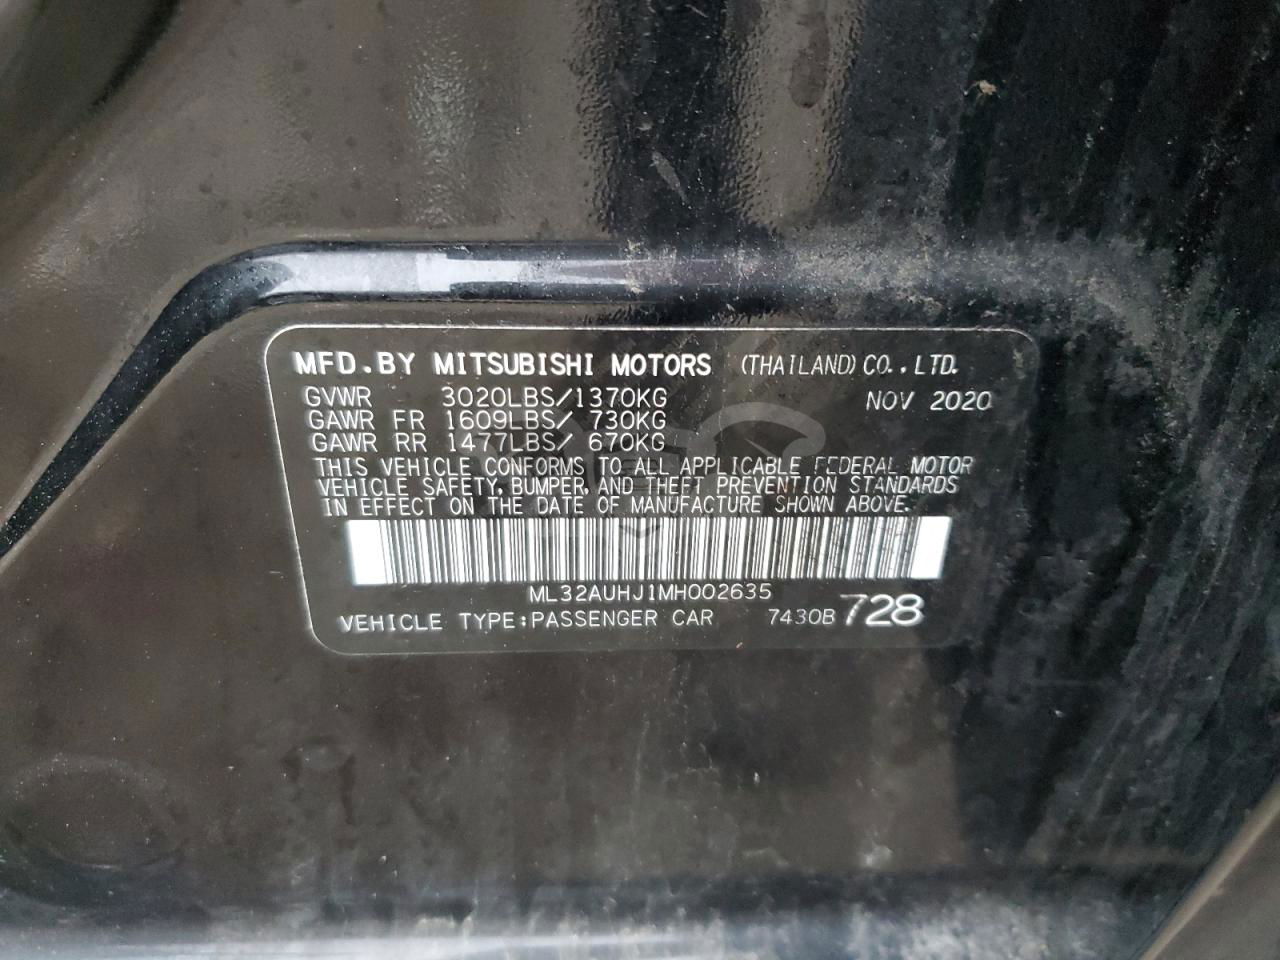 MFD.BY MITSUBISHI MOTORS (THAILAND) CO.,LTD.
GVWR 3020LBS/1370KG NOV 2020
GAWR FR 1609LBS/ 730KG
GAWR RR 1477LBS/ 670KG
THIS VEHICLE CONFORMS TO ALL APPLICABLE FEDERAL MOTOR
VEHICLE SAFETY, BUMPER, AND THEFT PREVENTION STANDARDS
IN EFFECT ON THE DATE OF MANUFACTURE SHOWN ABOVE.
ML32AUHJ1MH002635
VEHICLE TYPE:PASSENGER CAR 7430B 728